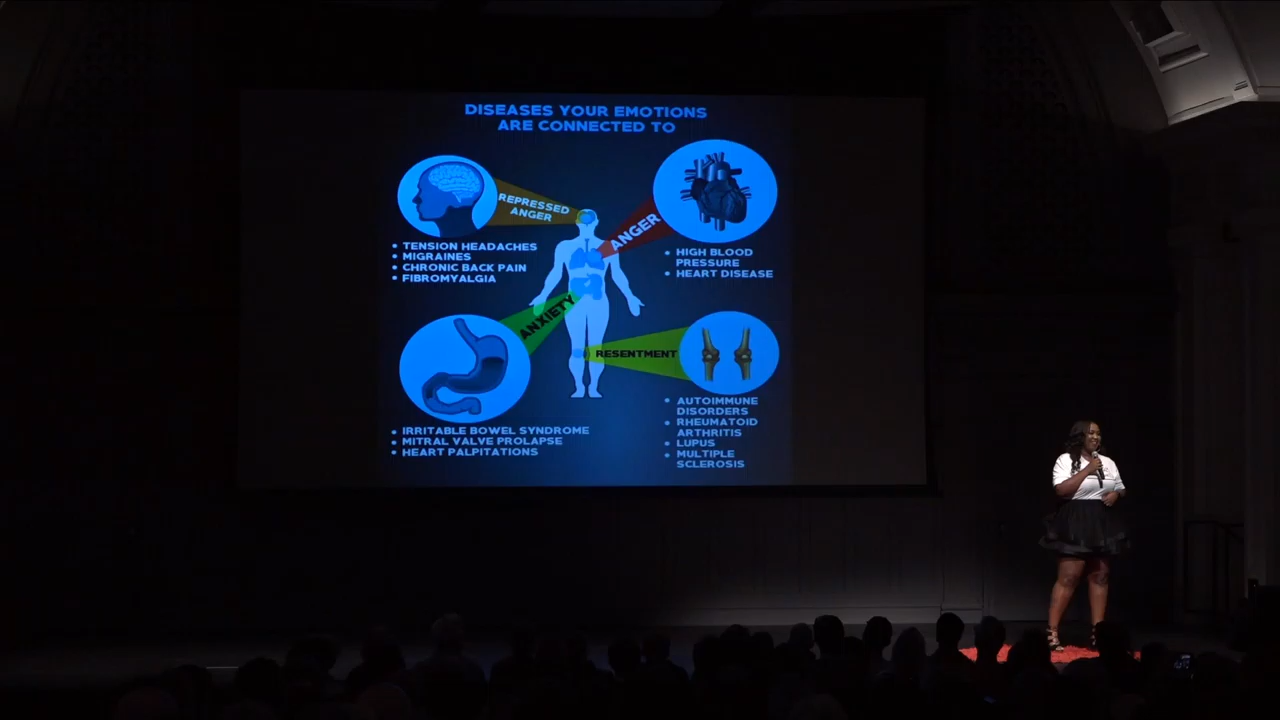 DISEASES YOUR EMOTIONS
ARE CONNECTED TO
REPRESSED
ANGER
• TENSION HEADACHES
• MIGRAINES
• CHRONIC BACK PAIN
• FIBROMYALGIA
ANGER
• HIGH BLOOD
PRESSURE
• HEART DISEASE
ANXIETY
• IRRITABLE BOWEL SYNDROME
• MITRAL VALVE PROLAPSE
• HEART PALPITATIONS
RESENTMENT
• AUTOIMMUNE
DISORDERS
• RHEUMATOID
ARTHRITIS
• LUPUS
• MULTIPLE
SCLEROSIS